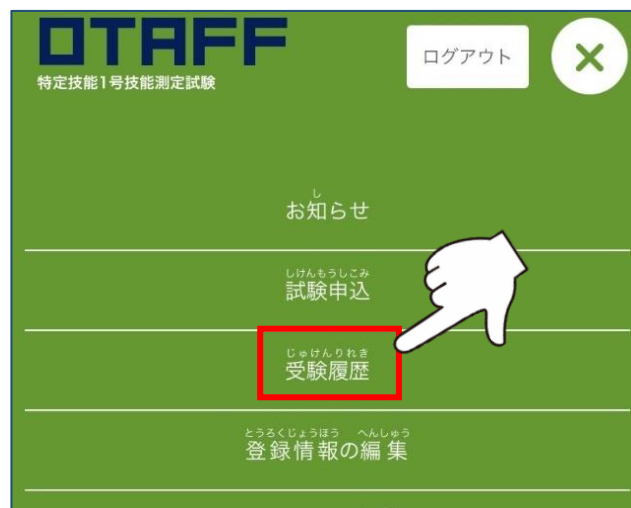 OTAFF
特定技能1号技能測定試験
ログアウト
し
お知らせ
しけんもうしこみ
試験申込
じゅけんりれき
受験履歴
とうろくじょうほう へんしゅう
登録情報の編集